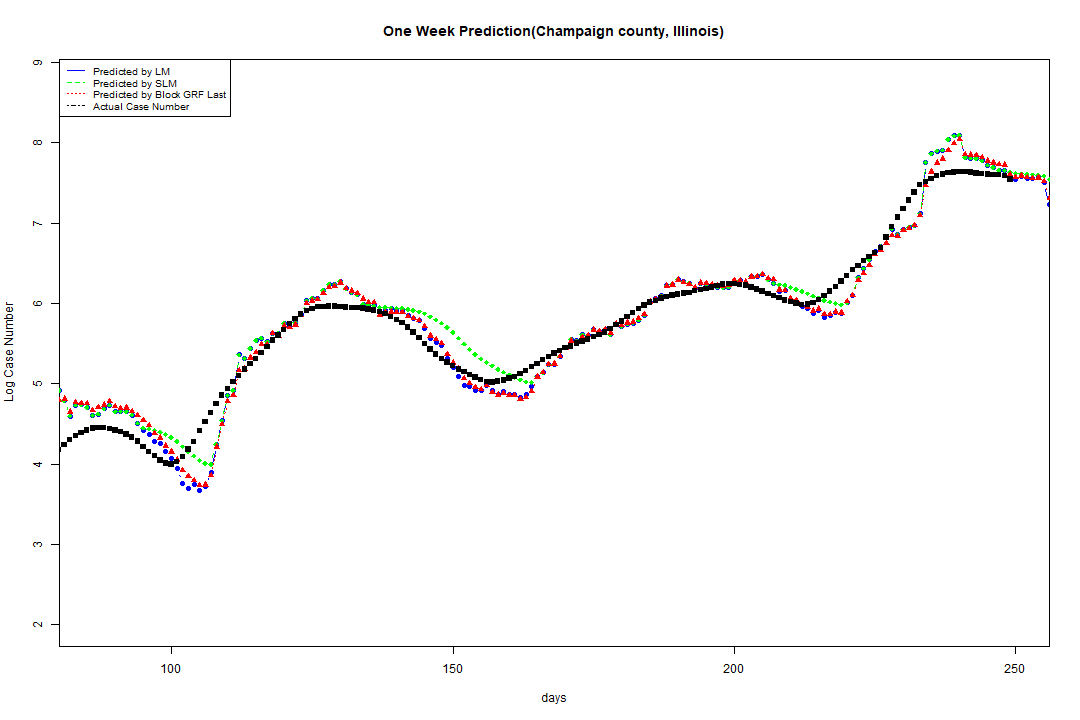 One Week Prediction(Champaign county, Illinois)
Predicted by LM
Predicted by SLM
Predicted by Block GRF Last
Actual Case Number
9
8
7
6
5
4
3
2
Log Case Number
100 150 200 250
days